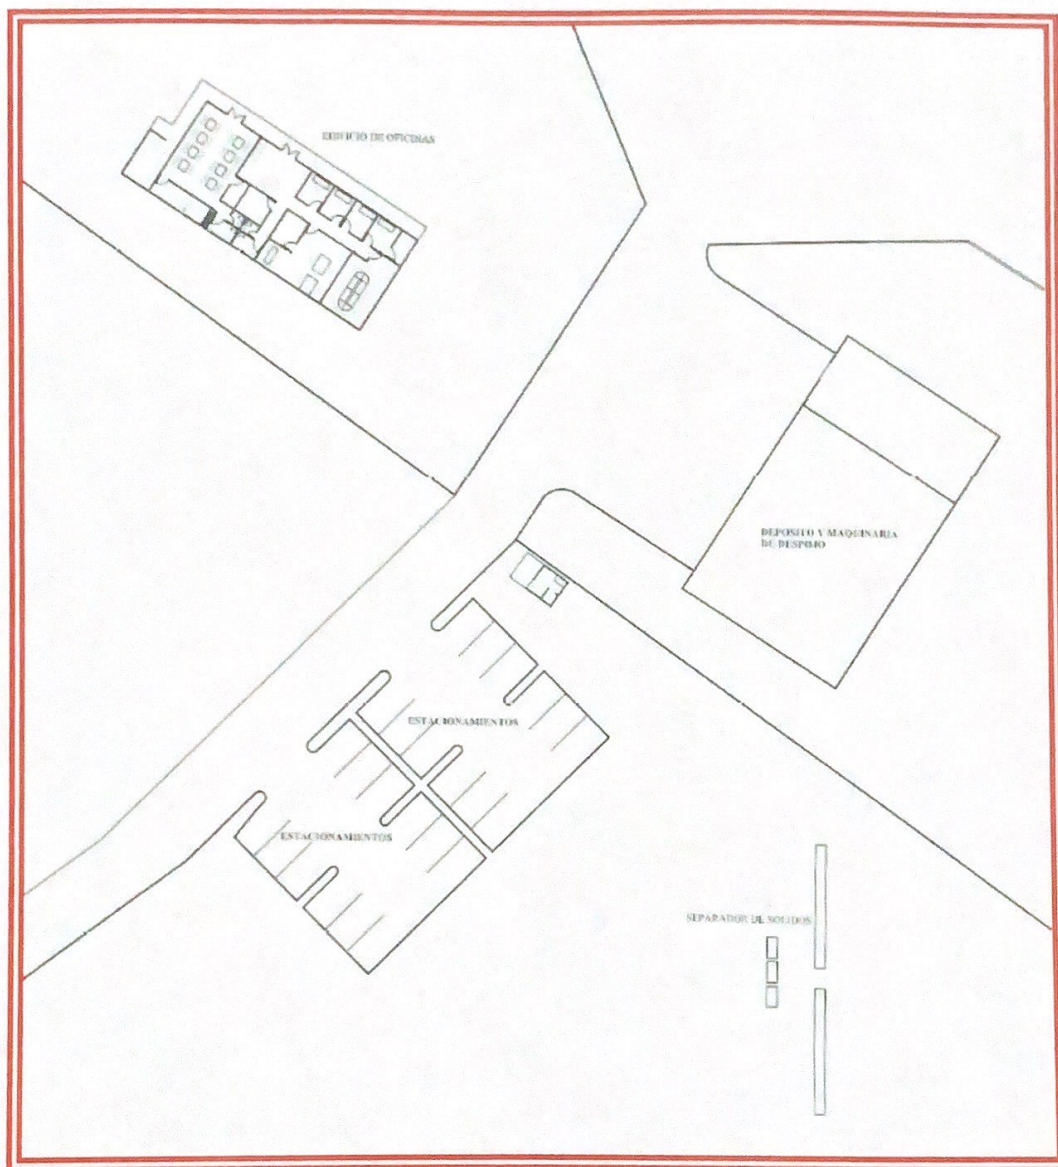 EDIFICIO DE OFICINAS
DEPOSITO Y MAQUINARIA
DE DESPOJO
ESTACIONAMIENTOS
ESTACIONAMIENTOS
SEPARADOR DE SOLIDOS